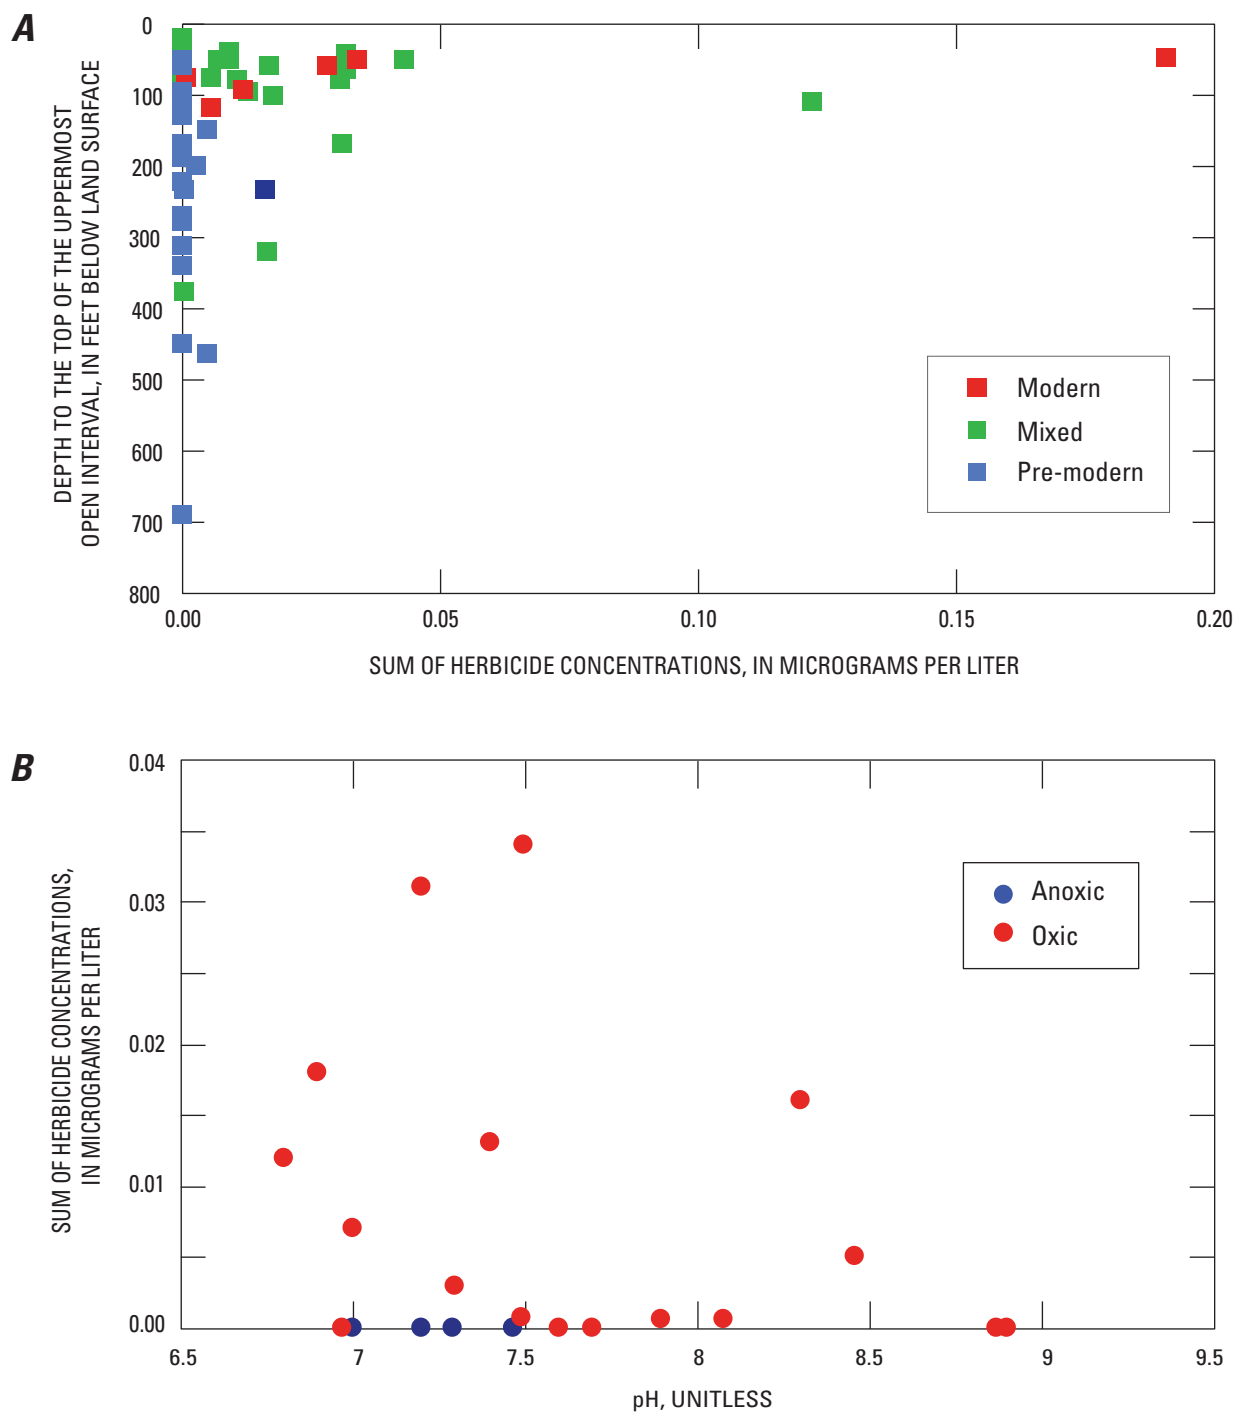 A
DEPTH TO THE TOP OF THE UPPERMOST
OPEN INTERVAL, IN FEET BELOW LAND SURFACE
0
100
200
300
400
500
600
700
800
0.00
0.05
0.10
0.15
0.20
Modern
Mixed
Pre-modern
SUM OF HERBICIDE CONCENTRATIONS, IN MICROGRAMS PER LITER
B
SUM OF HERBICIDE CONCENTRATIONS,
IN MICROGRAMS PER LITER
0.04
0.03
0.02
0.01
0.00
Anoxic
Oxic
6.5
7
7.5
8
8.5
9
9.5
pH, UNITLESS